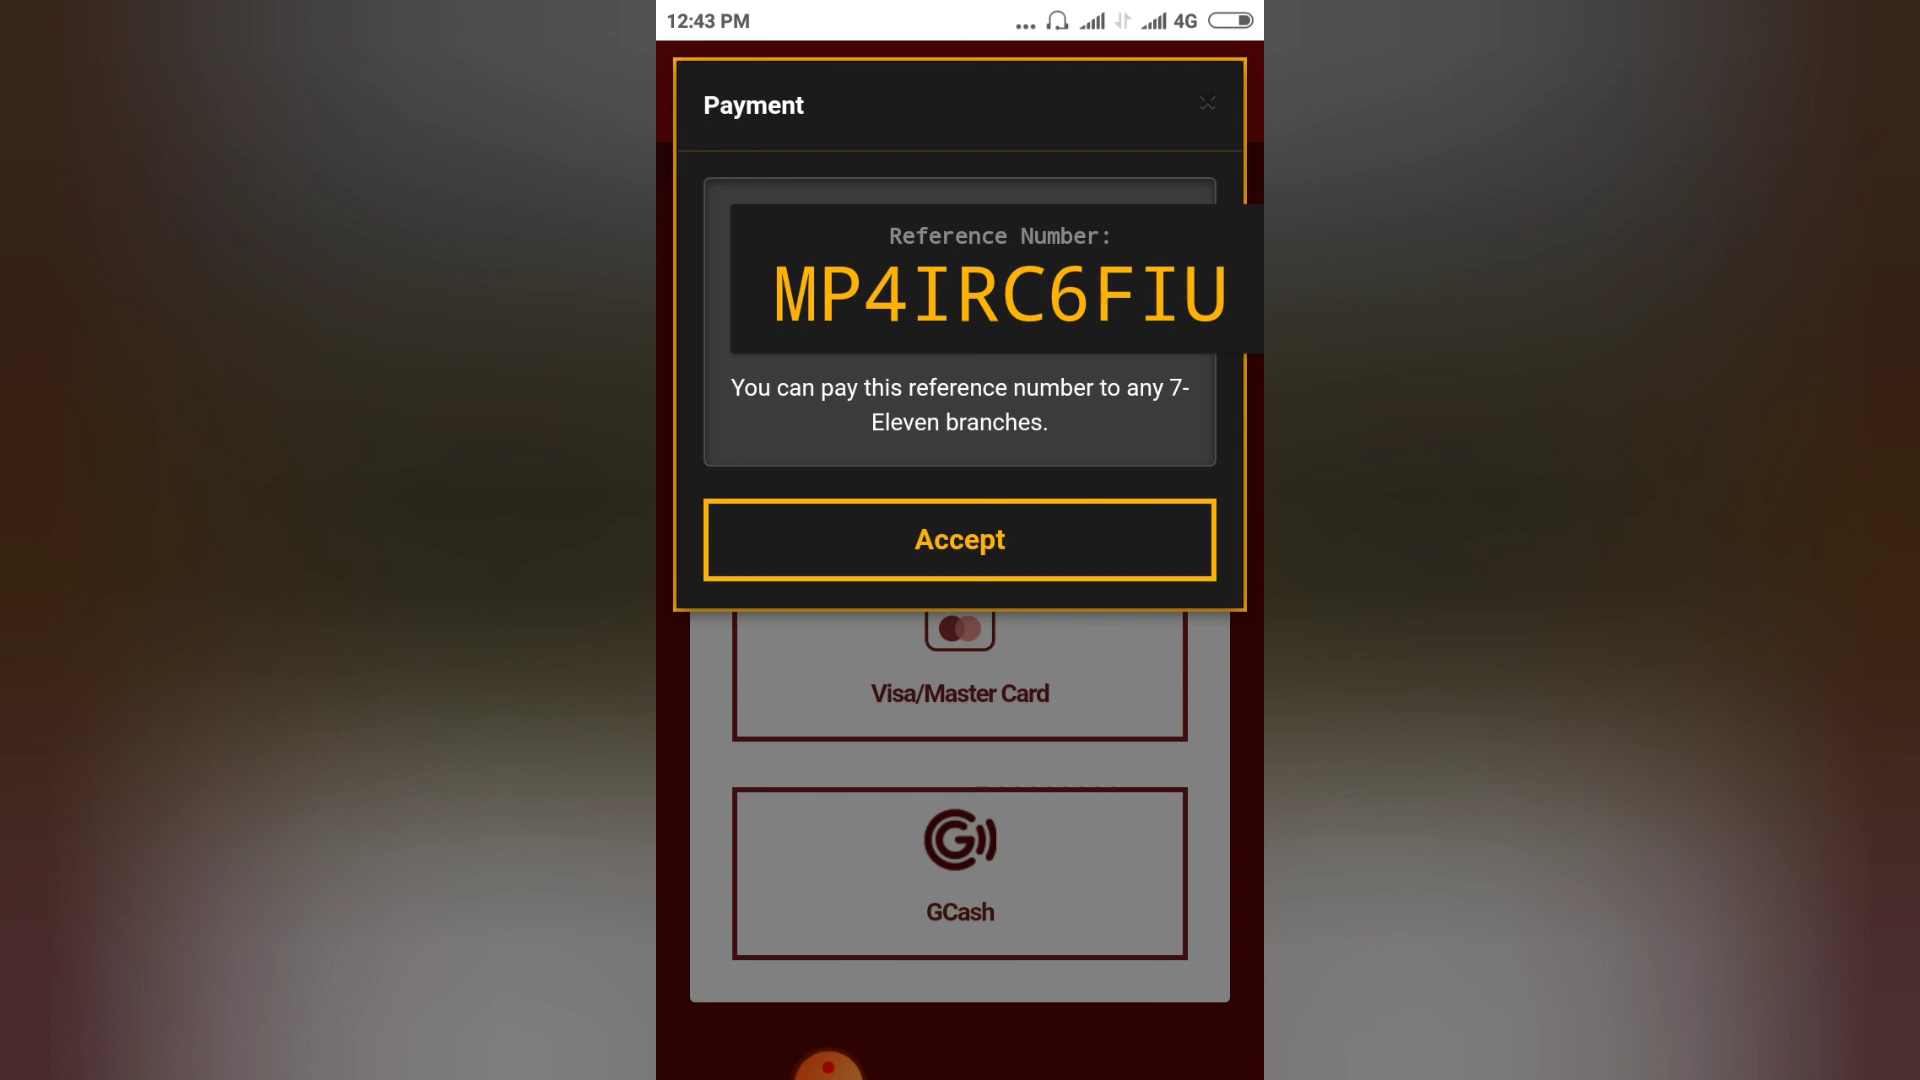 12:43 PM
4G
Payment
Reference Number:
MP4IRC6FIU
You can pay this reference number to any 7-
Eleven branches.
Accept
Visa/Master Card
GCash